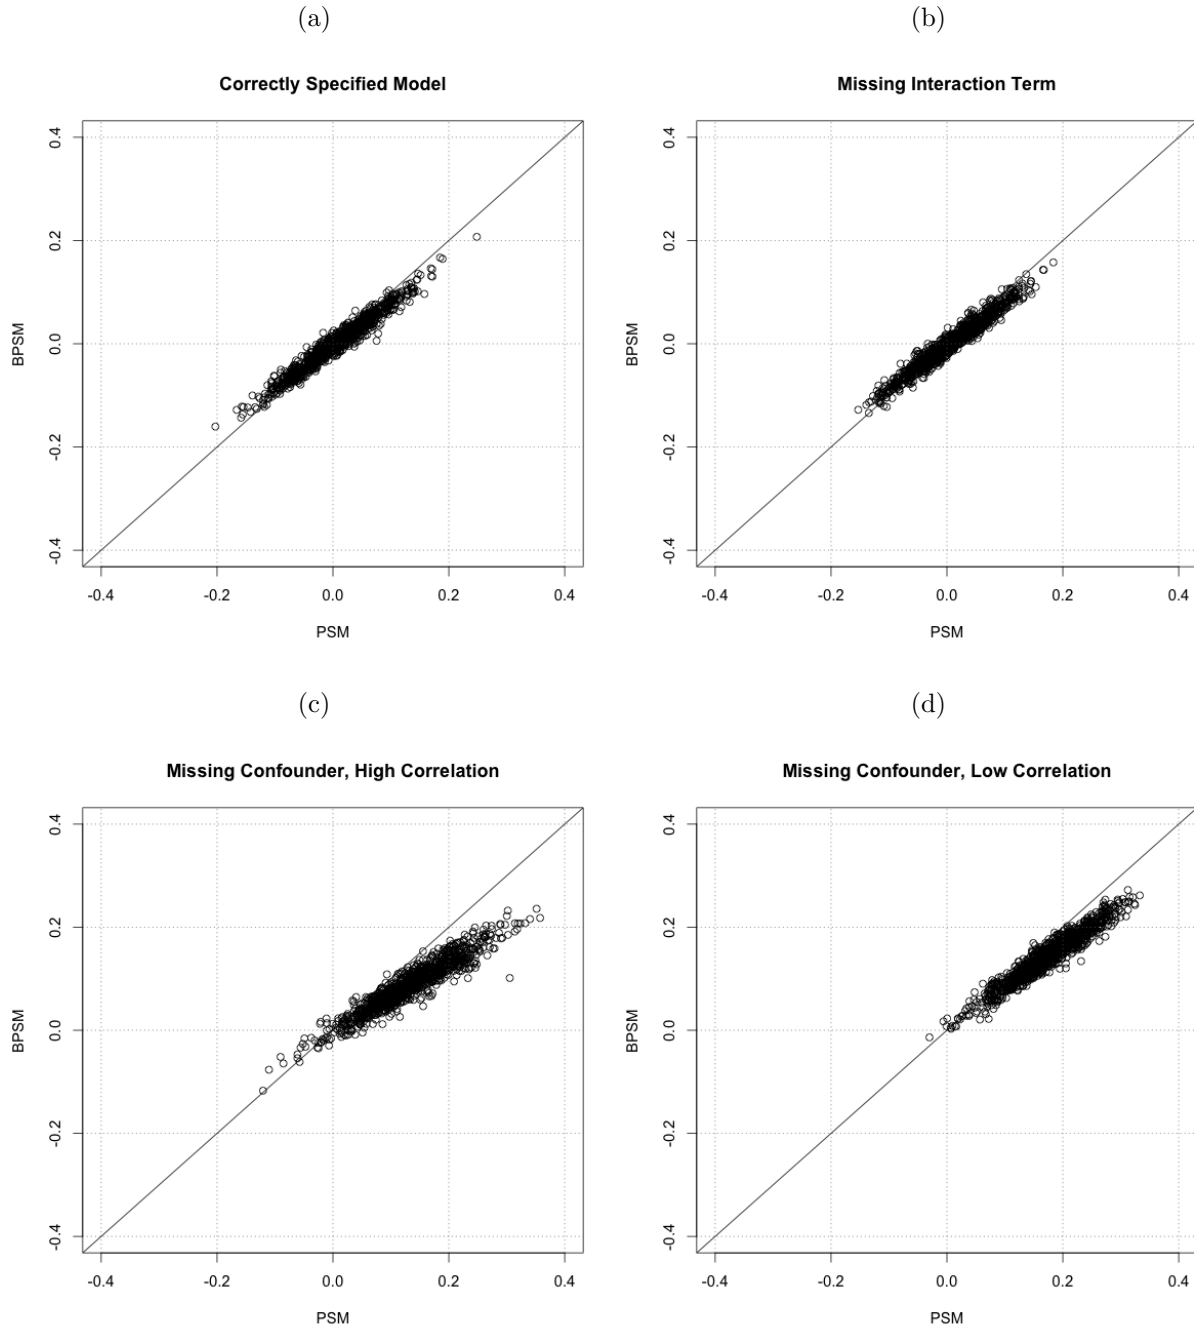 (a)
(b)
Correctly Specified Model
Missing Interaction Term
0.4
0.2
0.0
-0.2
-0.4
BPSM
-0.4 -0.2 0.0 0.2 0.4
PSM
0.4
0.2
0.0
-0.2
-0.4
BPSM
-0.4 -0.2 0.0 0.2 0.4
PSM
(c)
(d)
Missing Confounder, High Correlation
Missing Confounder, Low Correlation
0.4
0.2
0.0
-0.2
-0.4
BPSM
-0.4 -0.2 0.0 0.2 0.4
PSM
0.4
0.2
0.0
-0.2
-0.4
BPSM
-0.4 -0.2 0.0 0.2 0.4
PSM